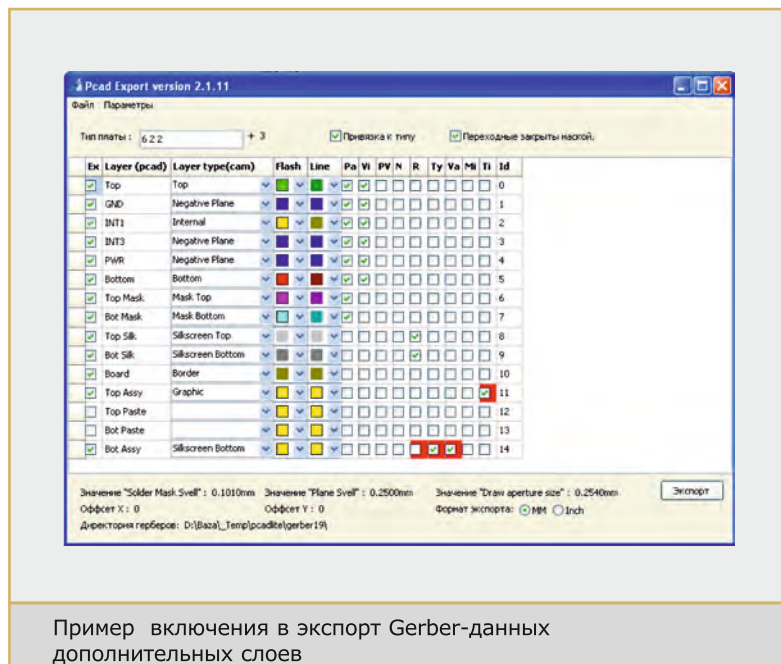 Pcad Export version 2.1.11
Файл Параметры
Тип платы : 6 2 2 + 3 Привязка к типу Переходные закрыты маской.
Ex Layer (pcad) Layer type(cam) Flash Line Pa Vi PV N R Ty Va Mi Ti Id
Top Top 0
GND Negative Plane 1
INT1 Internal 2
INT3 Negative Plane 3
PWR Negative Plane 4
Bottom Bottom 5
Top Mask Mask Top 6
Bot Mask Mask Bottom 7
Top Silk Silkscreen Top 8
Bot Silk Silkscreen Bottom 9
Board Border 10
Top Assy Graphic 11
Top Paste 12
Bot Paste 13
Bot Assy Silkscreen Bottom 14
Значение "Solder Mask Svell" : 0.1010mm Значение "Plane Svell" : 0.2500mm Значение "Draw aperture size" : 0.2540mm Экспорт
Оффсет X : 0 Оффсет Y : 0 Формат экспорта: MM Inch
Директория герберов: D:\Baza\_Temp\pcadlite\gerber19\
Пример включения в экспорт Gerber-данных
дополнительных слоев